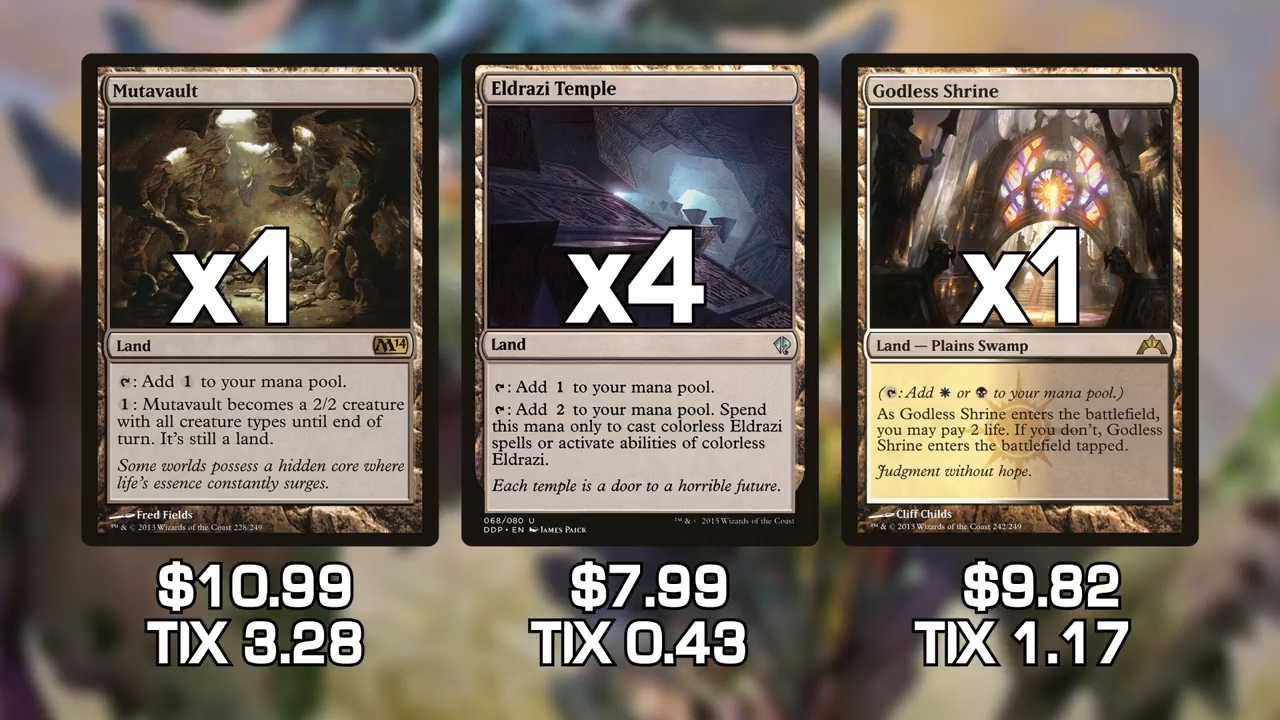 Mutavault
x1
Land
M14
: Add 1 to your mana pool.
1: Mutavault becomes a 2/2 creature
with all creature types until end of
turn. It's still a land.
Some worlds possess a hidden core where
life's essence constantly surges.
Fred Fields
™ & © 2013 Wizards of the Coast 228/249
$10.99
TIX 3.28
Eldrazi Temple
x4
Land
: Add 1 to your mana pool.
: Add 2 to your mana pool. Spend
this mana only to cast colorless Eldrazi
spells or activate abilities of colorless
Eldrazi.
Each temple is a door to a horrible future.
068/080 U
DDP • EN James Paick
™ & © 2015 Wizards of the Coast
$7.99
TIX 0.43
Godless Shrine
x1
Land — Plains Swamp
(: Add or to your mana pool.)
As Godless Shrine enters the battlefield,
you may pay 2 life. If you don't, Godless
Shrine enters the battlefield tapped.
Judgment without hope.
Cliff Childs
™ & © 2013 Wizards of the Coast 242/249
$9.82
TIX 1.17